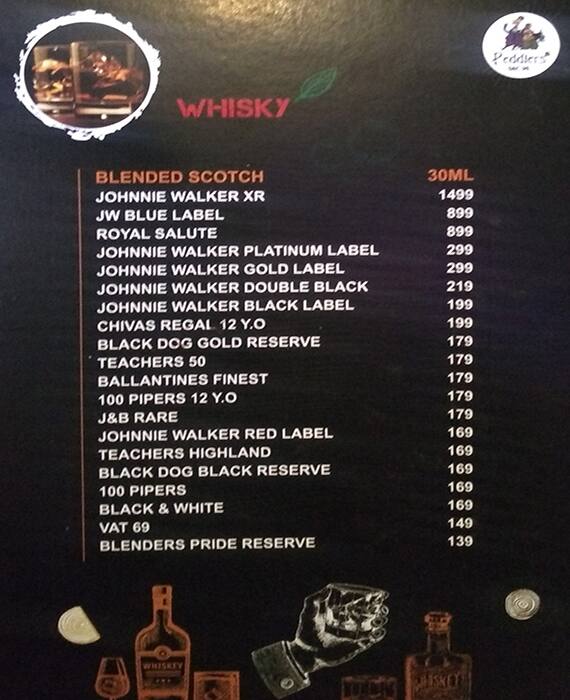 Peddlers
WHISKY
BLENDED SCOTCH 30ML
JOHNNIE WALKER XR 1499
JW BLUE LABEL 899
ROYAL SALUTE 899
JOHNNIE WALKER PLATINUM LABEL 299
JOHNNIE WALKER GOLD LABEL 299
JOHNNIE WALKER DOUBLE BLACK 219
JOHNNIE WALKER BLACK LABEL 199
CHIVAS REGAL 12 Y.O 199
BLACK DOG GOLD RESERVE 179
TEACHERS 50 179
BALLANTINES FINEST 179
100 PIPERS 12 Y.O 179
J&B RARE 179
JOHNNIE WALKER RED LABEL 169
TEACHERS HIGHLAND 169
BLACK DOG BLACK RESERVE 169
100 PIPERS 169
BLACK & WHITE 169
VAT 69 149
BLENDERS PRIDE RESERVE 139
WHISKEY
WHISKEY